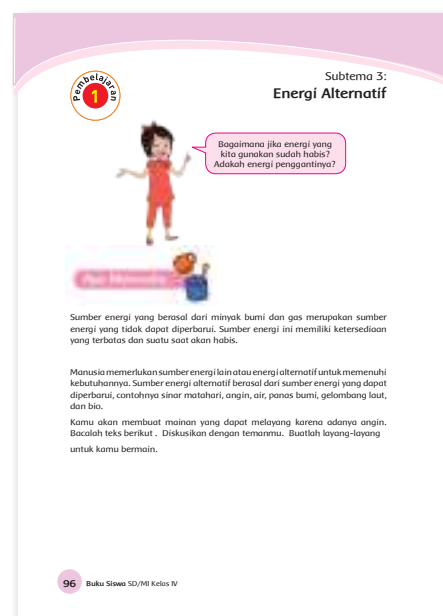 Subtema 3:
Energi Alternatif
Pembelajaran
1
Bagaimana jika energi yang
kita gunakan sudah habis?
Adakah energi penggantinya?
Sumber energi yang berasal dari minyak bumi dan gas merupakan sumber
energi yang tidak dapat diperbarui. Sumber energi ini memiliki ketersediaan
yang terbatas dan suatu saat akan habis.
Manusia memerlukan sumber energi lain atau energi alternatif untuk memenuhi
kebutuhannya. Sumber energi alternatif berasal dari sumber energi yang dapat
diperbarui, contohnya sinar matahari, angin, air, panas bumi, gelombang laut,
dan bio.
Kamu akan membuat mainan yang dapat melayang karena adanya angin.
Bacalah teks berikut . Diskusikan dengan temanmu. Buatlah layang-layang
untuk kamu bermain.
96 Buku Siswa SD/MI Kelas IV